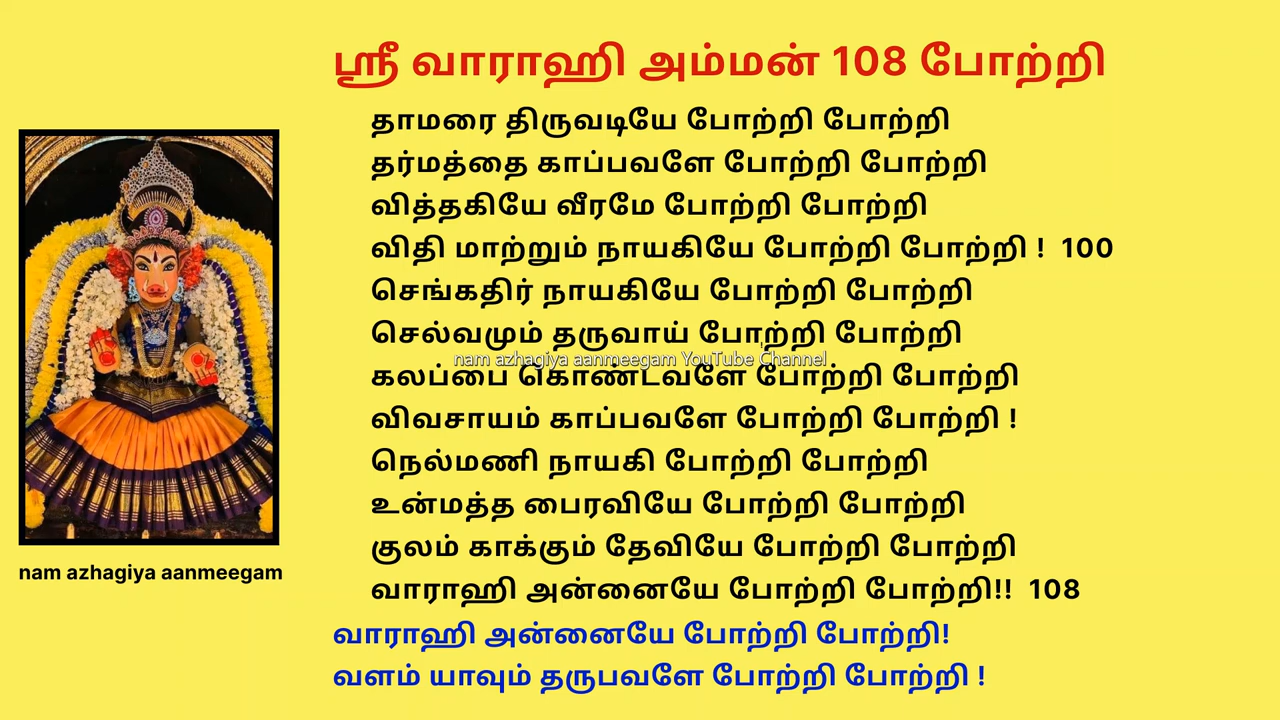 ஸ்ரீ வாராஹி அம்மன் 108 போற்றி
தாமரை திருவடியே போற்றி போற்றி
தர்மத்தை காப்பவளே போற்றி போற்றி
வித்தகியே வீரமே போற்றி போற்றி
விதி மாற்றும் நாயகியே போற்றி போற்றி ! 100
செங்கதிர் நாயகியே போற்றி போற்றி
செல்வமும் தருவாய் போற்றி போற்றி
nam azhagiya aanmeegam YouTube Channel
கலப்பை கொண்டவளே போற்றி போற்றி
விவசாயம் காப்பவளே போற்றி போற்றி !
நெல்மணி நாயகி போற்றி போற்றி
உன்மத்த பைரவியே போற்றி போற்றி
குலம் காக்கும் தேவியே போற்றி போற்றி
வாராஹி அன்னையே போற்றி போற்றி!! 108
வாராஹி அன்னையே போற்றி போற்றி!
வளம் யாவும் தருபவளே போற்றி போற்றி !
nam azhagiya aanmeegam